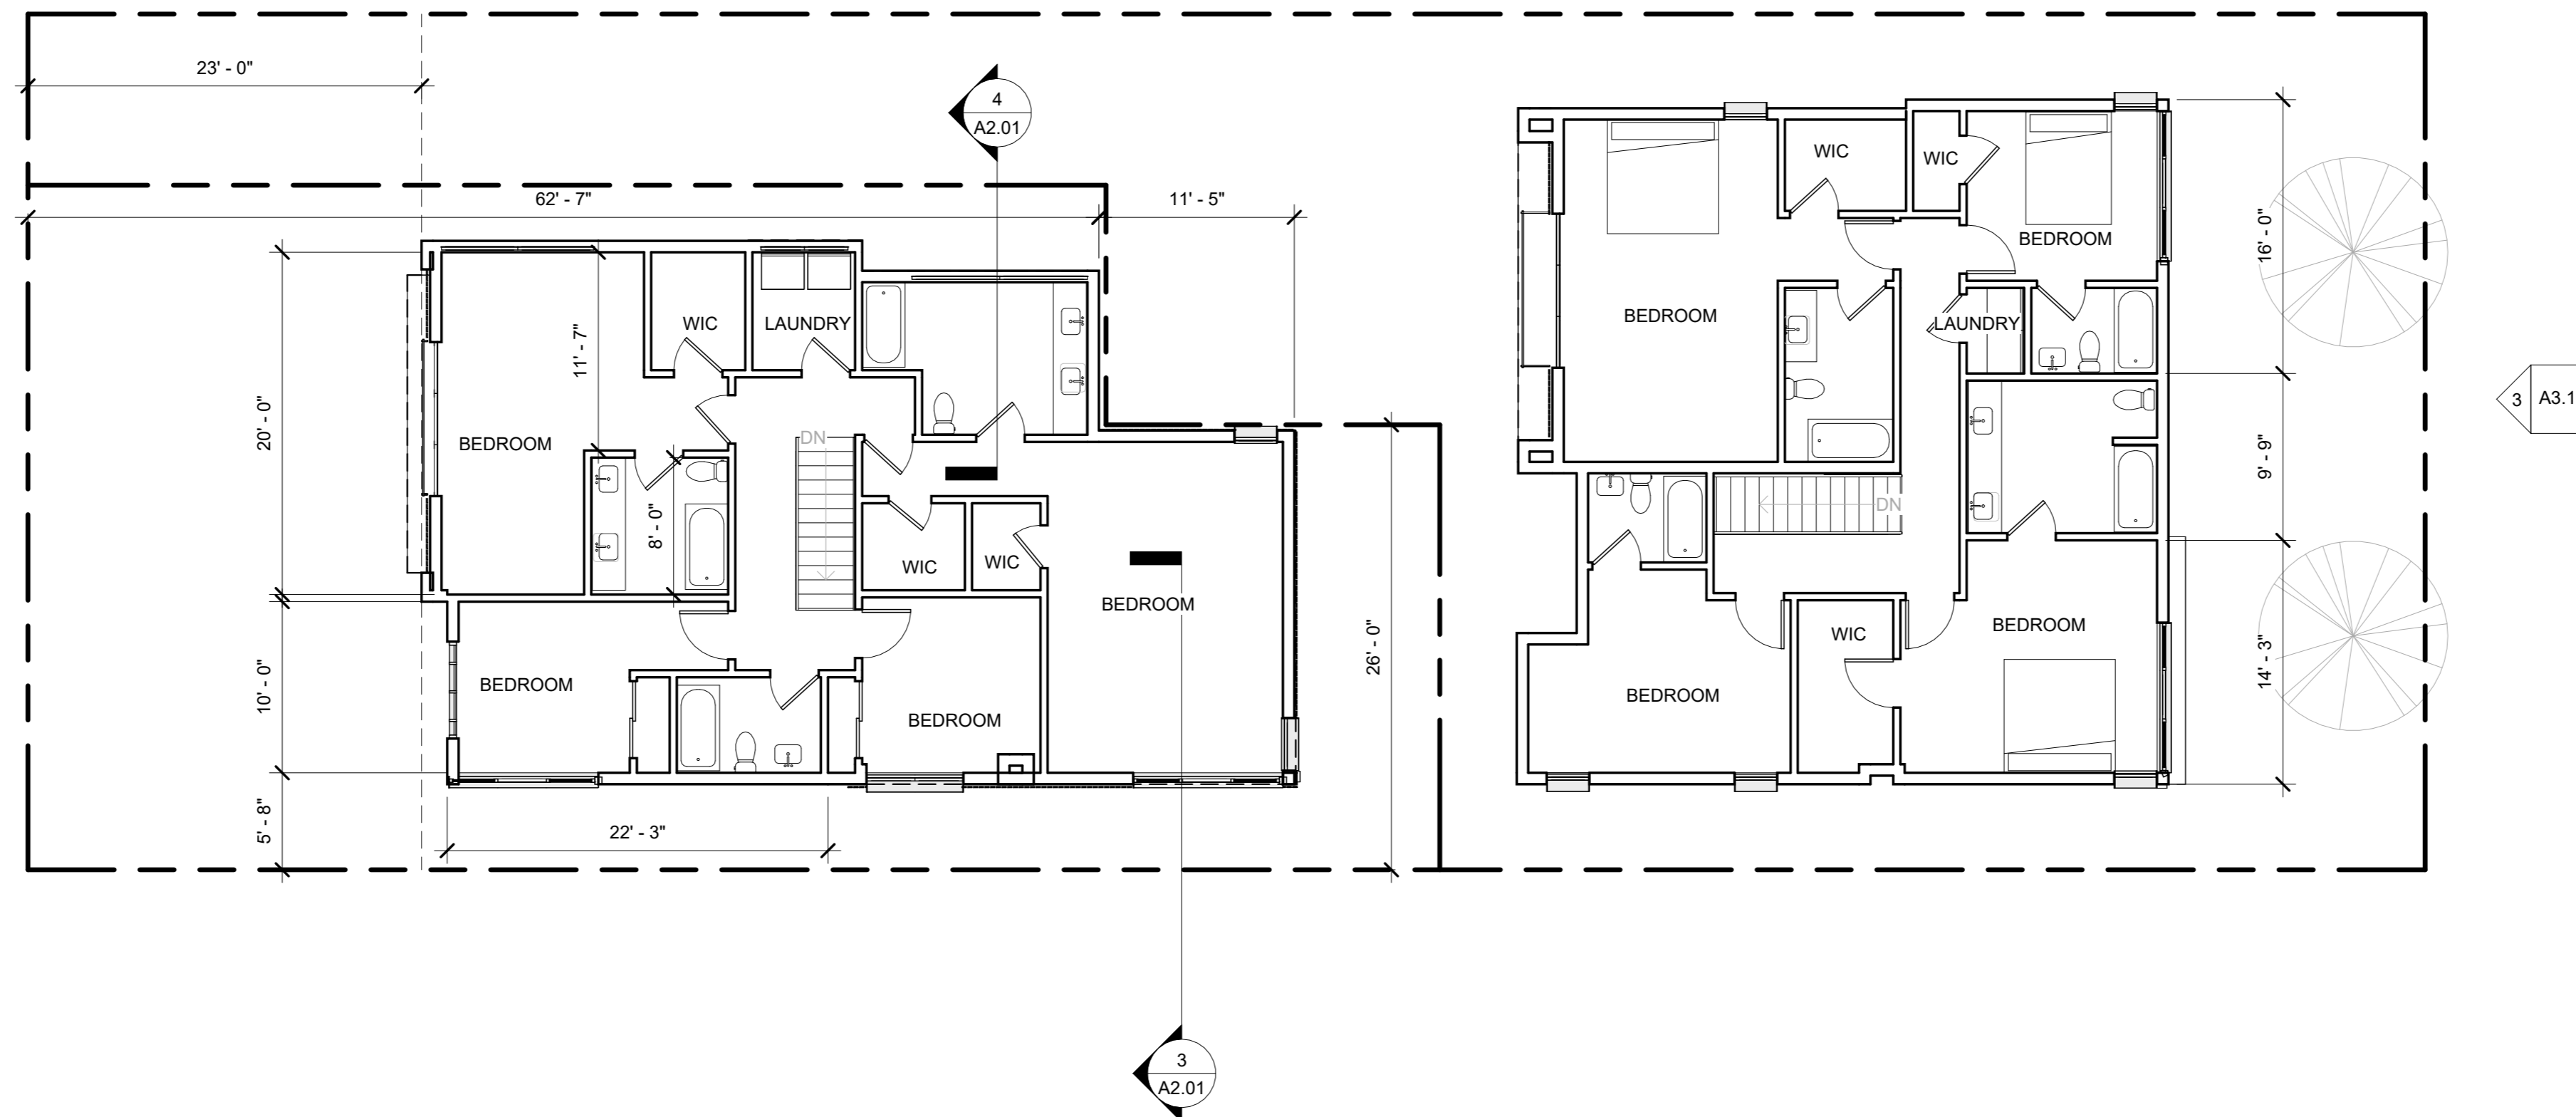 23' - 0"
4
A2.01
62' - 7"
11' - 5"
WIC
LAUNDRY
11' - 7"
20' - 0"
BEDROOM
DN
8' - 0"
WIC
WIC
BEDROOM
10' - 0"
BEDROOM
BEDROOM
26' - 0"
5' - 8"
22' - 3"
3
A2.01
WIC
WIC
BEDROOM
16' - 0"
BEDROOM
LAUNDRY
3
A3.1
9' - 9"
DN
BEDROOM
WIC
14' - 3"
BEDROOM